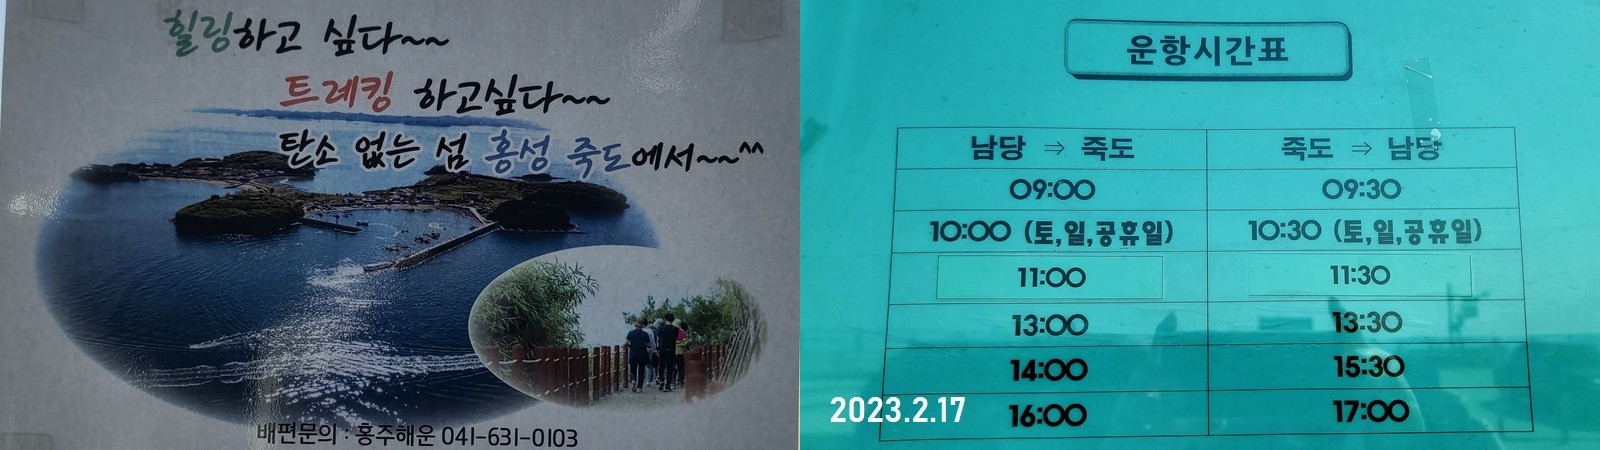 힐링하고 싶다~~
트레킹 하고싶다~~
탄소 없는 섬 홍성 죽도에서~~^^
배편문의 : 홍주해운 041-631-0103
운항시간표
남당 ⇒ 죽도 죽도 ⇒ 남당
09:00 09:30
10:00 (토,일,공휴일) 10:30 (토,일,공휴일)
11:00 11:30
13:00 13:30
14:00 15:30
16:00 17:00
2023.2.17